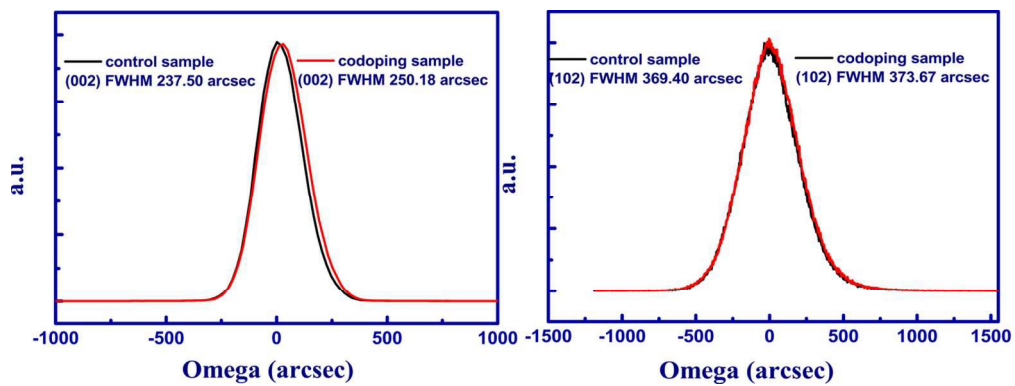 control sample
(002) FWHM 237.50 arcsec
codoping sample
(002) FWHM 250.18 arcsec
a.u.
-1000
-500
0
500
1000
Omega (arcsec)
control sample
(102) FWHM 369.40 arcsec
codoping sample
(102) FWHM 373.67 arcsec
a.u.
-1500
-1000
-500
0
500
1000
1500
Omega (arcsec)